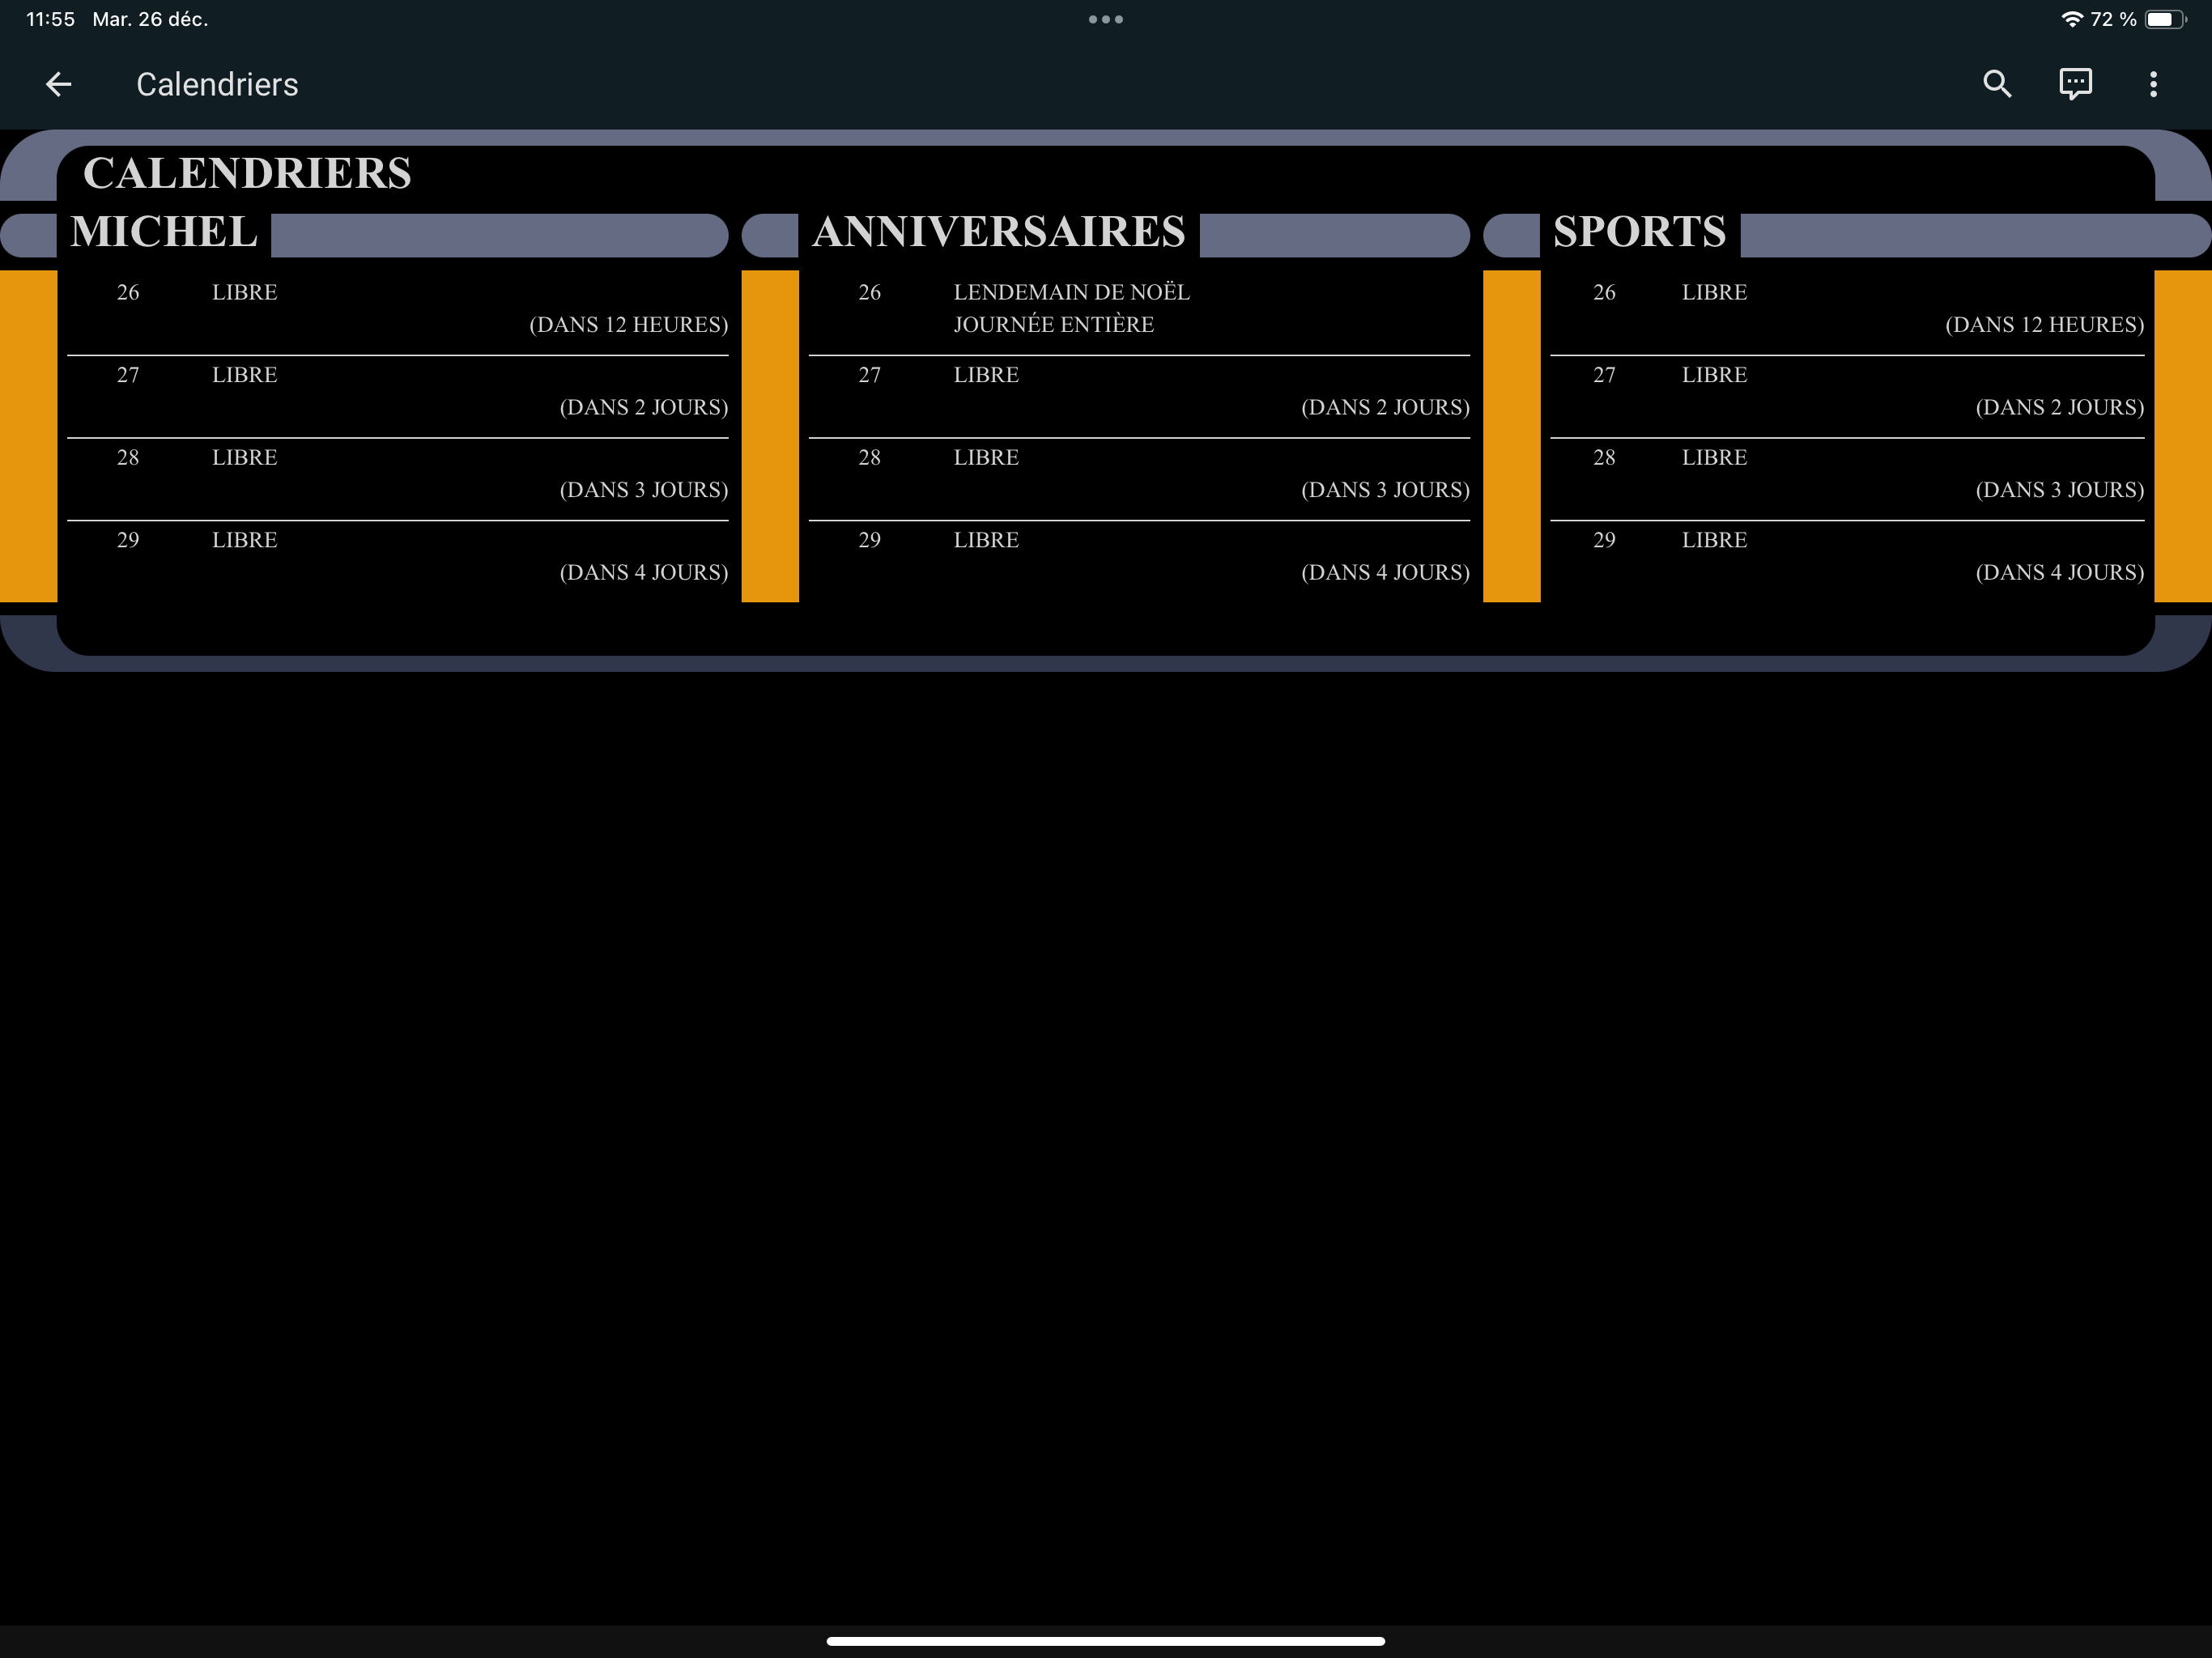 11:55 Mar. 26 déc.
72 %
Calendriers
CALENDRIERS
MICHEL
26 LIBRE
(DANS 12 HEURES)
27 LIBRE
(DANS 2 JOURS)
28 LIBRE
(DANS 3 JOURS)
29 LIBRE
(DANS 4 JOURS)
ANNIVERSAIRES
26 LENDEMAIN DE NOËL
JOURNÉE ENTIÈRE
27 LIBRE
(DANS 2 JOURS)
28 LIBRE
(DANS 3 JOURS)
29 LIBRE
(DANS 4 JOURS)
SPORTS
26 LIBRE
(DANS 12 HEURES)
27 LIBRE
(DANS 2 JOURS)
28 LIBRE
(DANS 3 JOURS)
29 LIBRE
(DANS 4 JOURS)